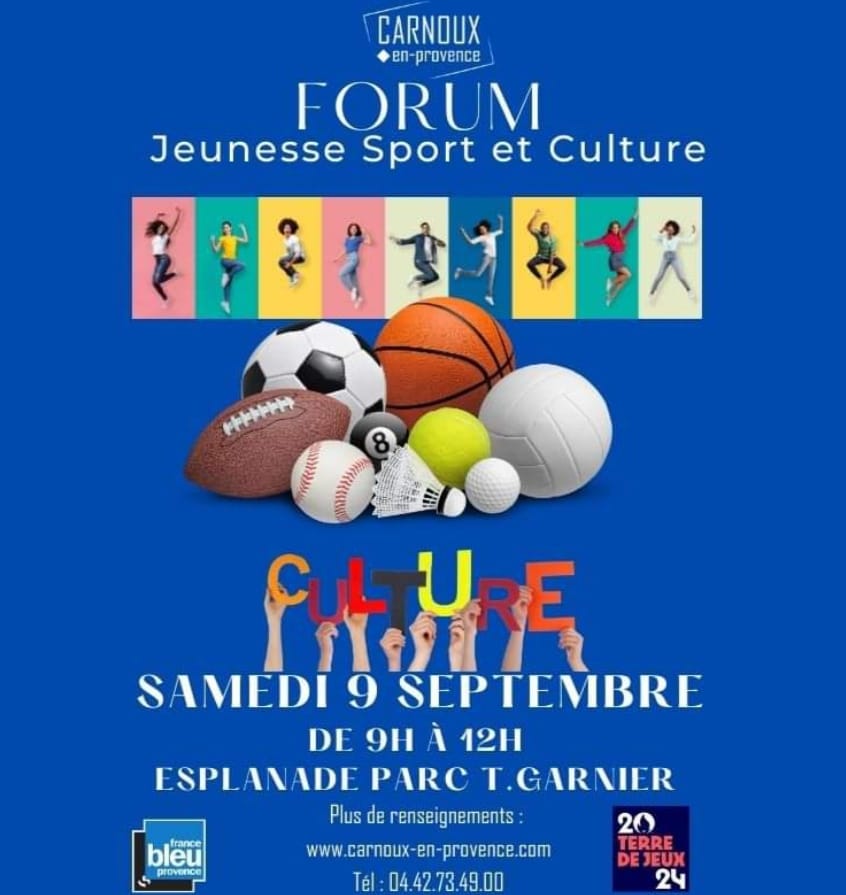 CARNOUX
en-provence
FORUM
Jeunesse Sport et Culture
8
CULTURE
SAMEDI 9 SEPTEMBRE
DE 9H À 12H
ESPLANADE PARC T.GARNIER
Plus de renseignements :
www.carnoux-en-provence.com
Tél : 04.42.73.49.00
france
bleu
provence
20
TERRE
DE JEUX
24